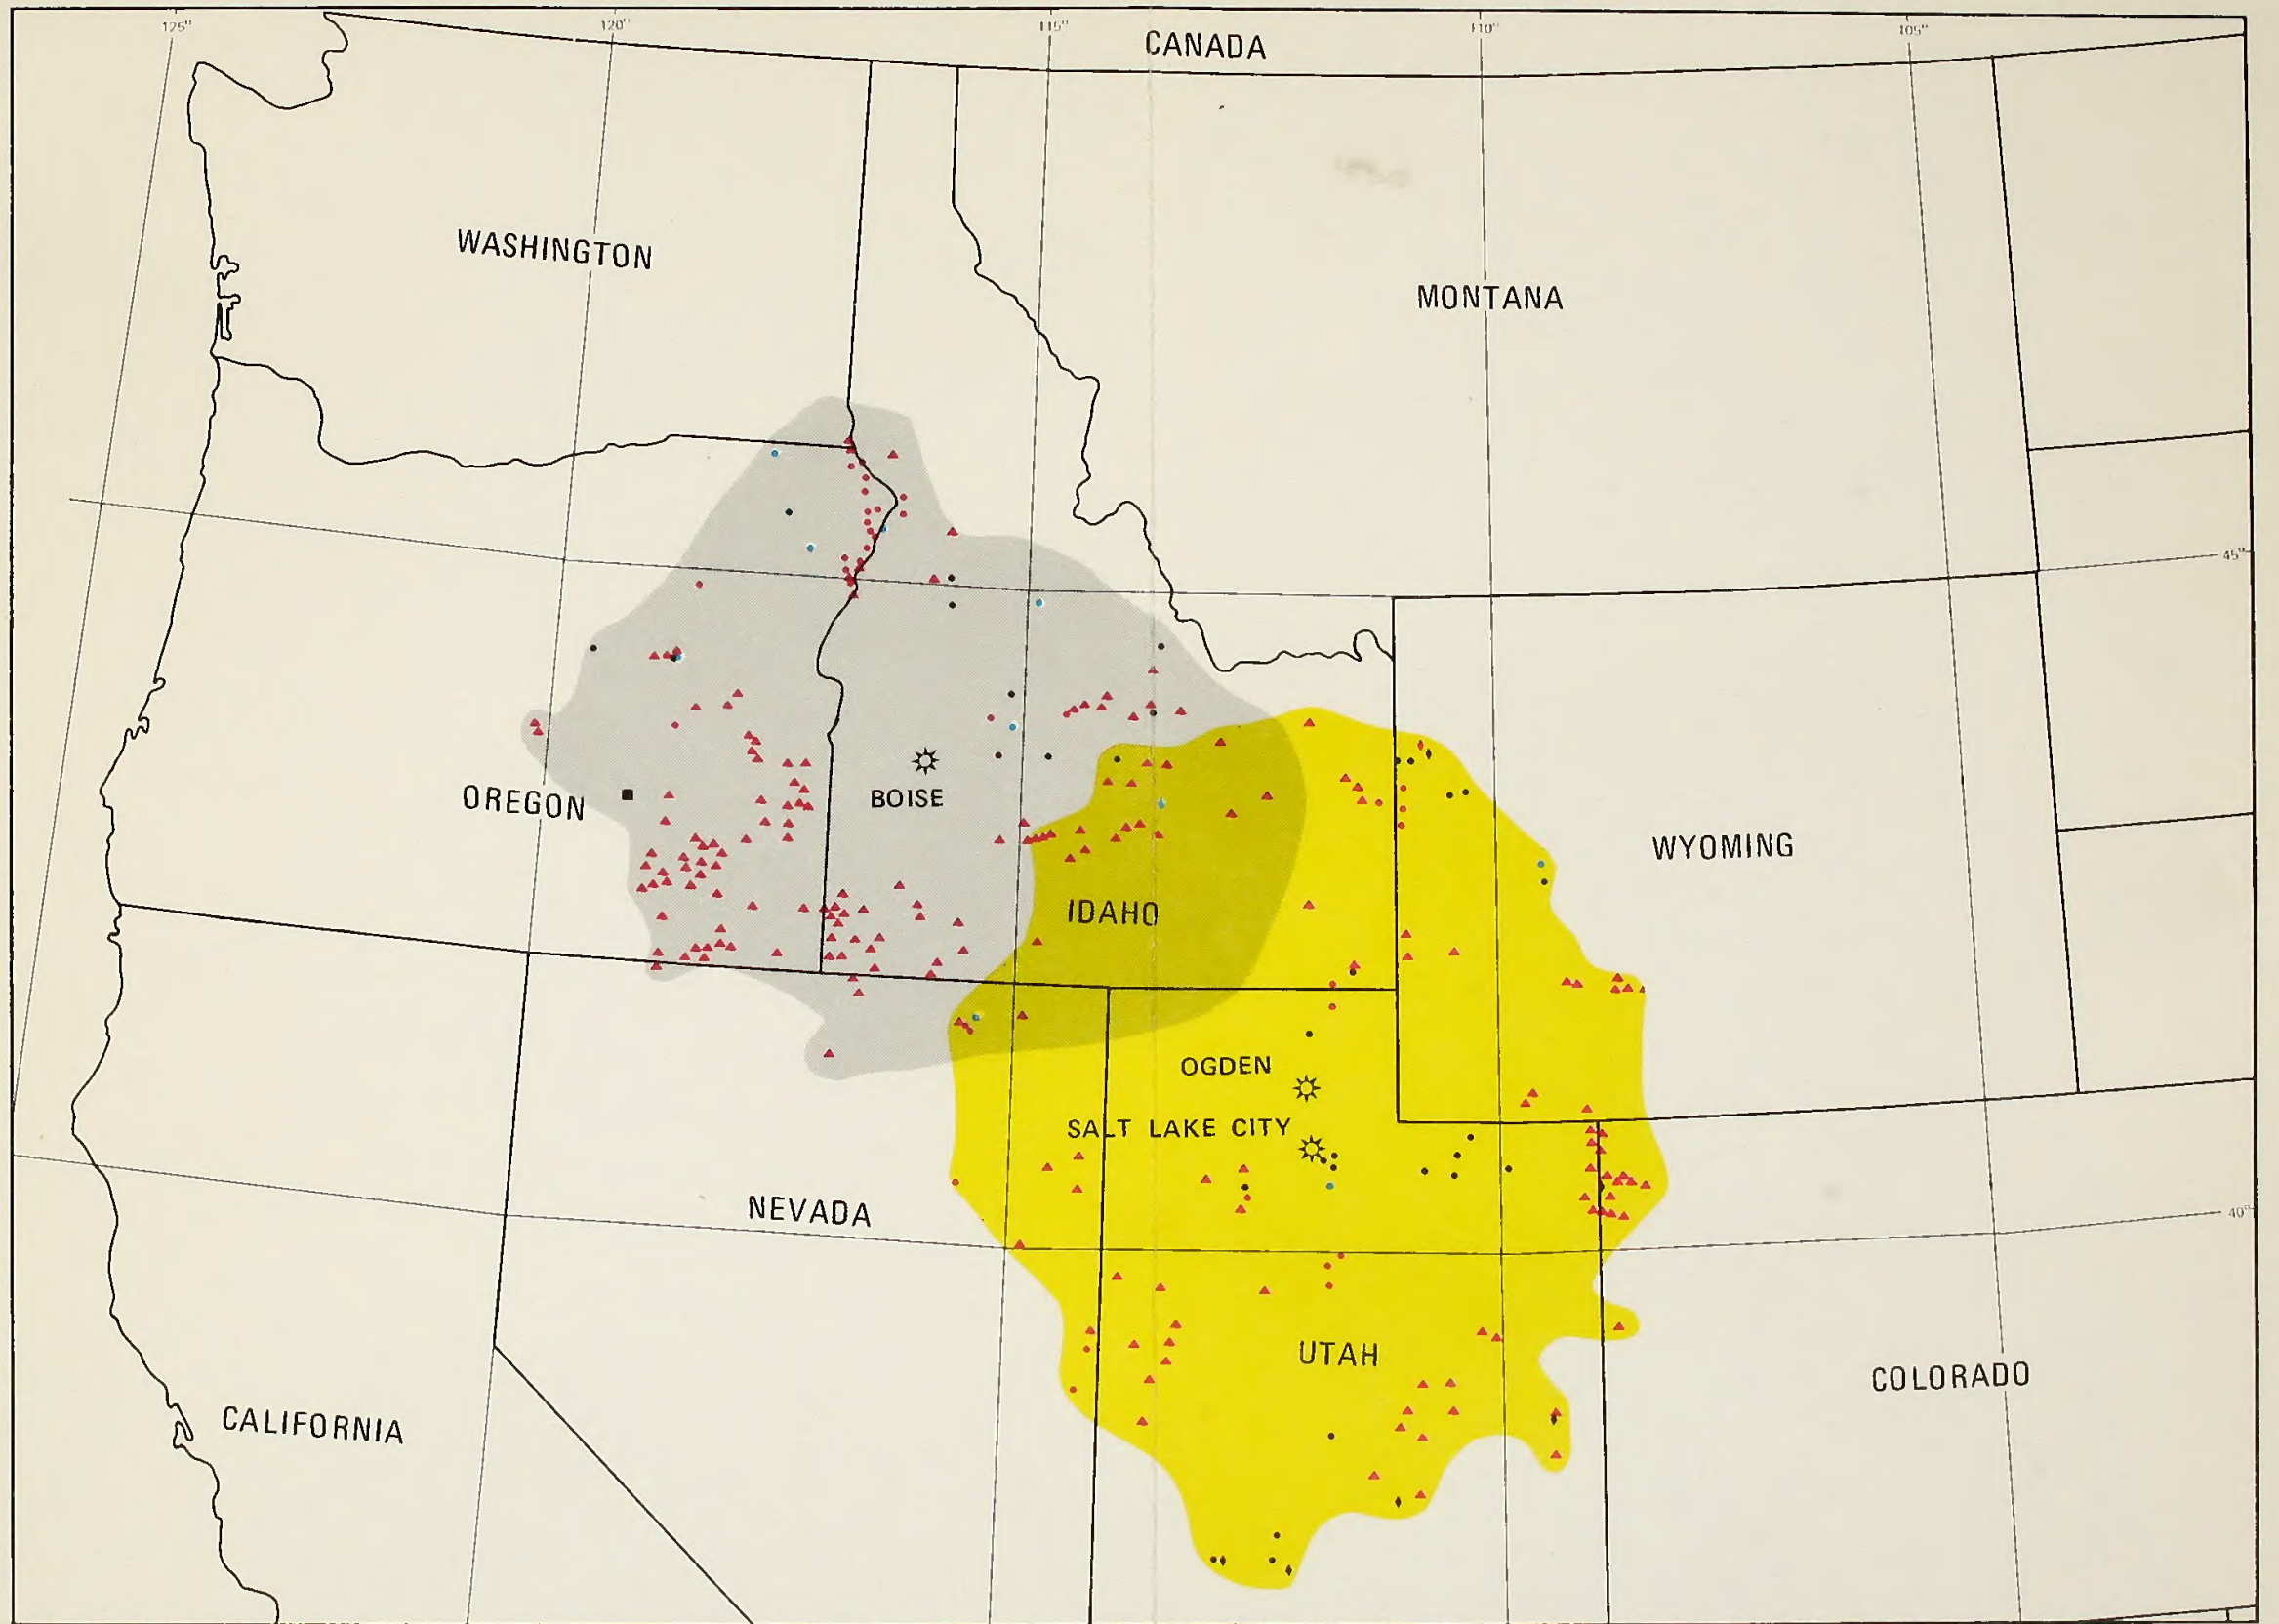 125° 120° 115° 110° 105°
CANADA
WASHINGTON
MONTANA
45°
BOISE
OREGON
WYOMING
IDAHO
OGDEN
SALT LAKE CITY
NEVADA
40°
UTAH
COLORADO
CALIFORNIA